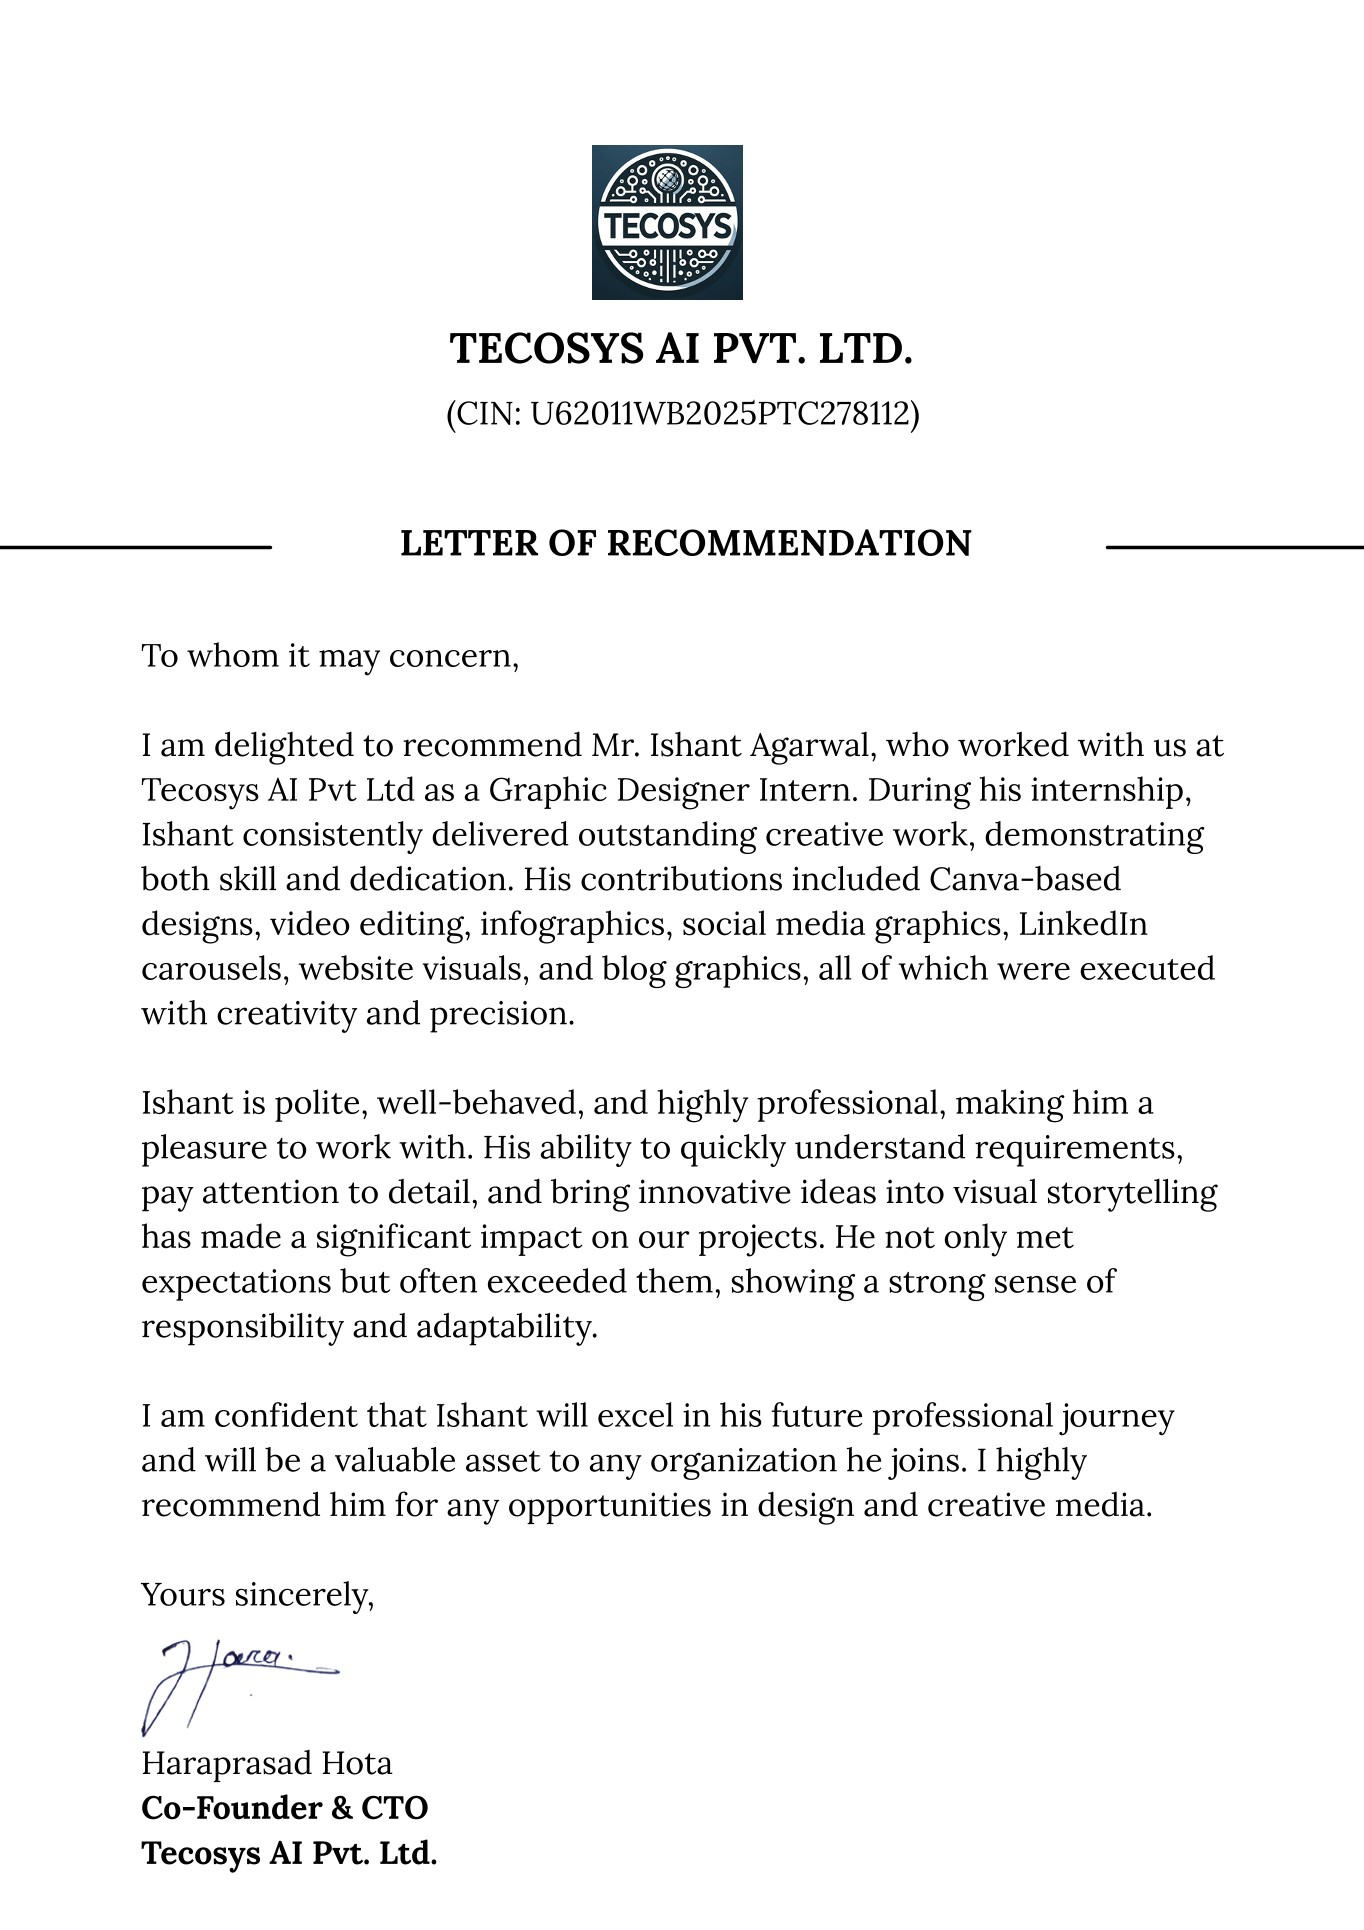 TECOSYS
TECOSYS AI PVT. LTD.
(CIN: U62011WB2025PTC278112)
LETTER OF RECOMMENDATION
To whom it may concern,
I am delighted to recommend Mr. Ishant Agarwal, who worked with us at
Tecosys AI Pvt Ltd as a Graphic Designer Intern. During his internship,
Ishant consistently delivered outstanding creative work, demonstrating
both skill and dedication. His contributions included Canva-based
designs, video editing, infographics, social media graphics, LinkedIn
carousels, website visuals, and blog graphics, all of which were executed
with creativity and precision.
Ishant is polite, well-behaved, and highly professional, making him a
pleasure to work with. His ability to quickly understand requirements,
pay attention to detail, and bring innovative ideas into visual storytelling
has made a significant impact on our projects. He not only met
expectations but often exceeded them, showing a strong sense of
responsibility and adaptability.
I am confident that Ishant will excel in his future professional journey
and will be a valuable asset to any organization he joins. I highly
recommend him for any opportunities in design and creative media.
Yours sincerely,
Hara.
Haraprasad Hota
Co-Founder & CTO
Tecosys AI Pvt. Ltd.